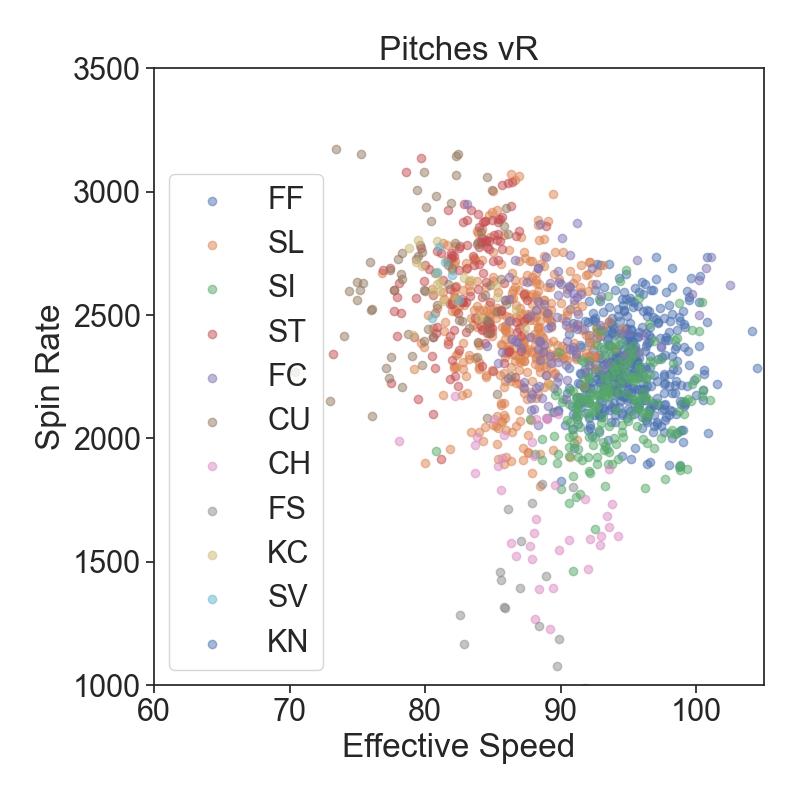 Pitches vR
3500
3000
2500
2000
1500
1000
Spin Rate
FF
SL
SI
ST
FC
CU
CH
FS
KC
SV
KN
60 70 80 90 100
Effective Speed